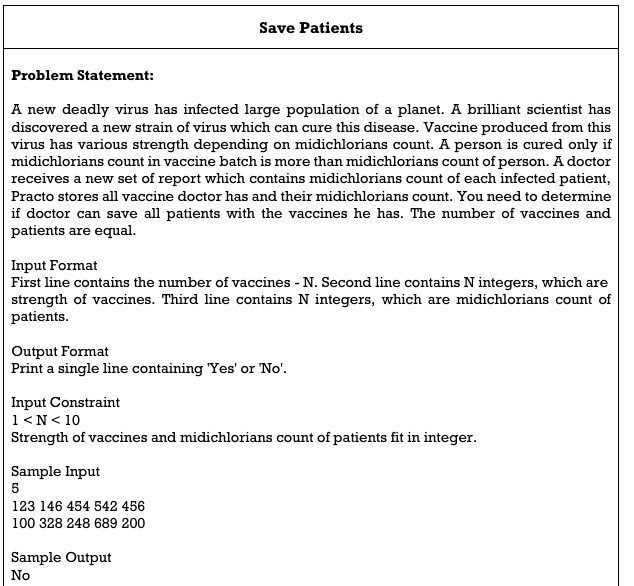 Save Patients
Problem Statement:
A new deadly virus has infected large population of a planet. A brilliant scientist has
discovered a new strain of virus which can cure this disease. Vaccine produced from this
virus has various strength depending on midichlorians count. A person is cured only if
midichlorians count in vaccine batch is more than midichlorians count of person. A doctor
receives a new set of report which contains midichlorians count of each infected patient,
Practo stores all vaccine doctor has and their midichlorians count. You need to determine
if doctor can save all patients with the vaccines he has. The number of vaccines and
patients are equal.
Input Format
First line contains the number of vaccines - N. Second line contains N integers, which are
strength of vaccines. Third line contains N integers, which are midichlorians count of
patients.
Output Format
Print a single line containing 'Yes' or 'No'.
Input Constraint
1 < N < 10
Strength of vaccines and midichlorians count of patients fit in integer.
Sample Input
5
123 146 454 542 456
100 328 248 689 200
Sample Output
No